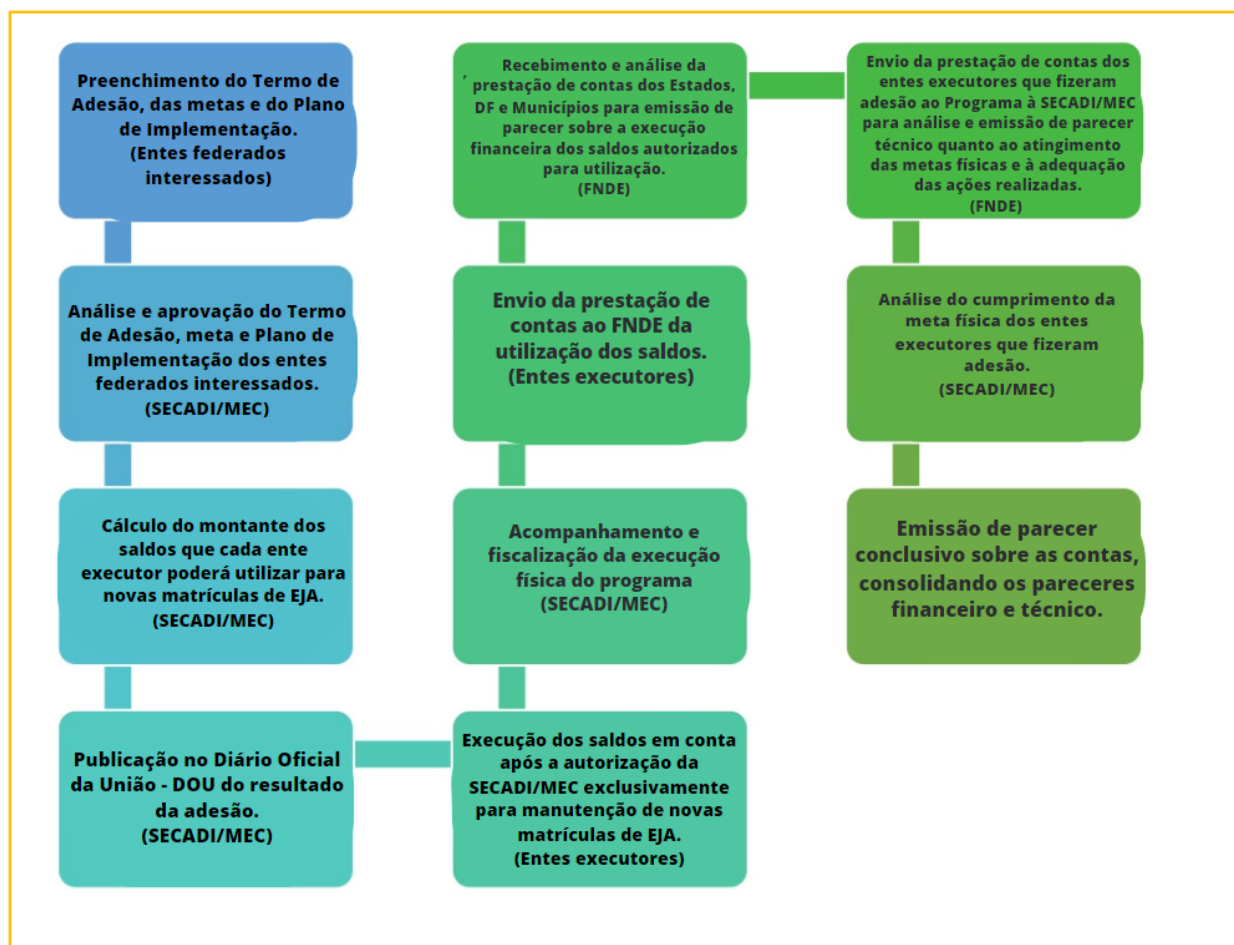 Preenchimento do Termo de
Adesão, das metas e do Plano
de Implementação.
(Entes federados
interessados)
Análise e aprovação do Termo
de Adesão, meta e Plano de
Implementação dos entes
federados interessados.
(SECADI/MEC)
Cálculo do montante dos
saldos que cada ente
executor poderá utilizar para
novas matrículas de EJA.
(SECADI/MEC)
Publicação no Diário Oficial
da União - DOU do resultado
da adesão.
(SECADI/MEC)
Execução dos saldos em conta
após a autorização da
SECADI/MEC exclusivamente
para manutenção de novas
matrículas de EJA.
(Entes executores)
Acompanhamento e
fiscalização da execução
física do programa
(SECADI/MEC)
Envio da prestação de
contas ao FNDE da
utilização dos saldos.
(Entes executores)
Recebimento e análise da
prestação de contas dos Estados,
DF e Municípios para emissão de
parecer sobre a execução
financeira dos saldos autorizados
para utilização.
(FNDE)
Envio da prestação de contas dos
entes executores que fizeram
adesão ao Programa à SECADI/MEC
para análise e emissão de parecer
técnico quanto ao atingimento
das metas físicas e à adequação
das ações realizadas.
(FNDE)
Análise do cumprimento da
meta física dos entes
executores que fizeram
adesão.
(SECADI/MEC)
Emissão de parecer
conclusivo sobre as contas,
consolidando os pareceres
financeiro e técnico.